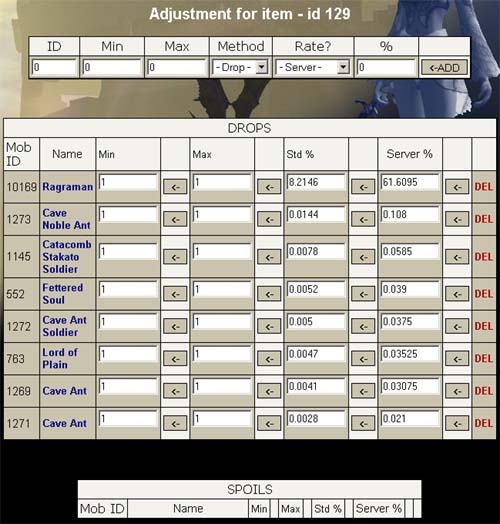 Adjustment for item - id 129
ID Min Max Method Rate? %
0 0 0 - Drop - - Server - 0 <-ADD
DROPS
Mob ID Name Min Max Std % Server %
10169 Ragraman 1 <- 1 <- 8.2146 <- 61.6095 <- DEL
1273 Cave Noble Ant 1 <- 1 <- 0.0144 <- 0.108 <- DEL
1145 Catacomb Stakato Soldier 1 <- 1 <- 0.0078 <- 0.0585 <- DEL
552 Fettered Soul 1 <- 1 <- 0.0052 <- 0.039 <- DEL
1272 Cave Ant Soldier 1 <- 1 <- 0.005 <- 0.0375 <- DEL
763 Lord of Plain 1 <- 1 <- 0.0047 <- 0.03525 <- DEL
1269 Cave Ant 1 <- 1 <- 0.0041 <- 0.03075 <- DEL
1271 Cave Ant 1 <- 1 <- 0.0028 <- 0.021 <- DEL
SPOILS
Mob ID Name Min Max Std % Server %